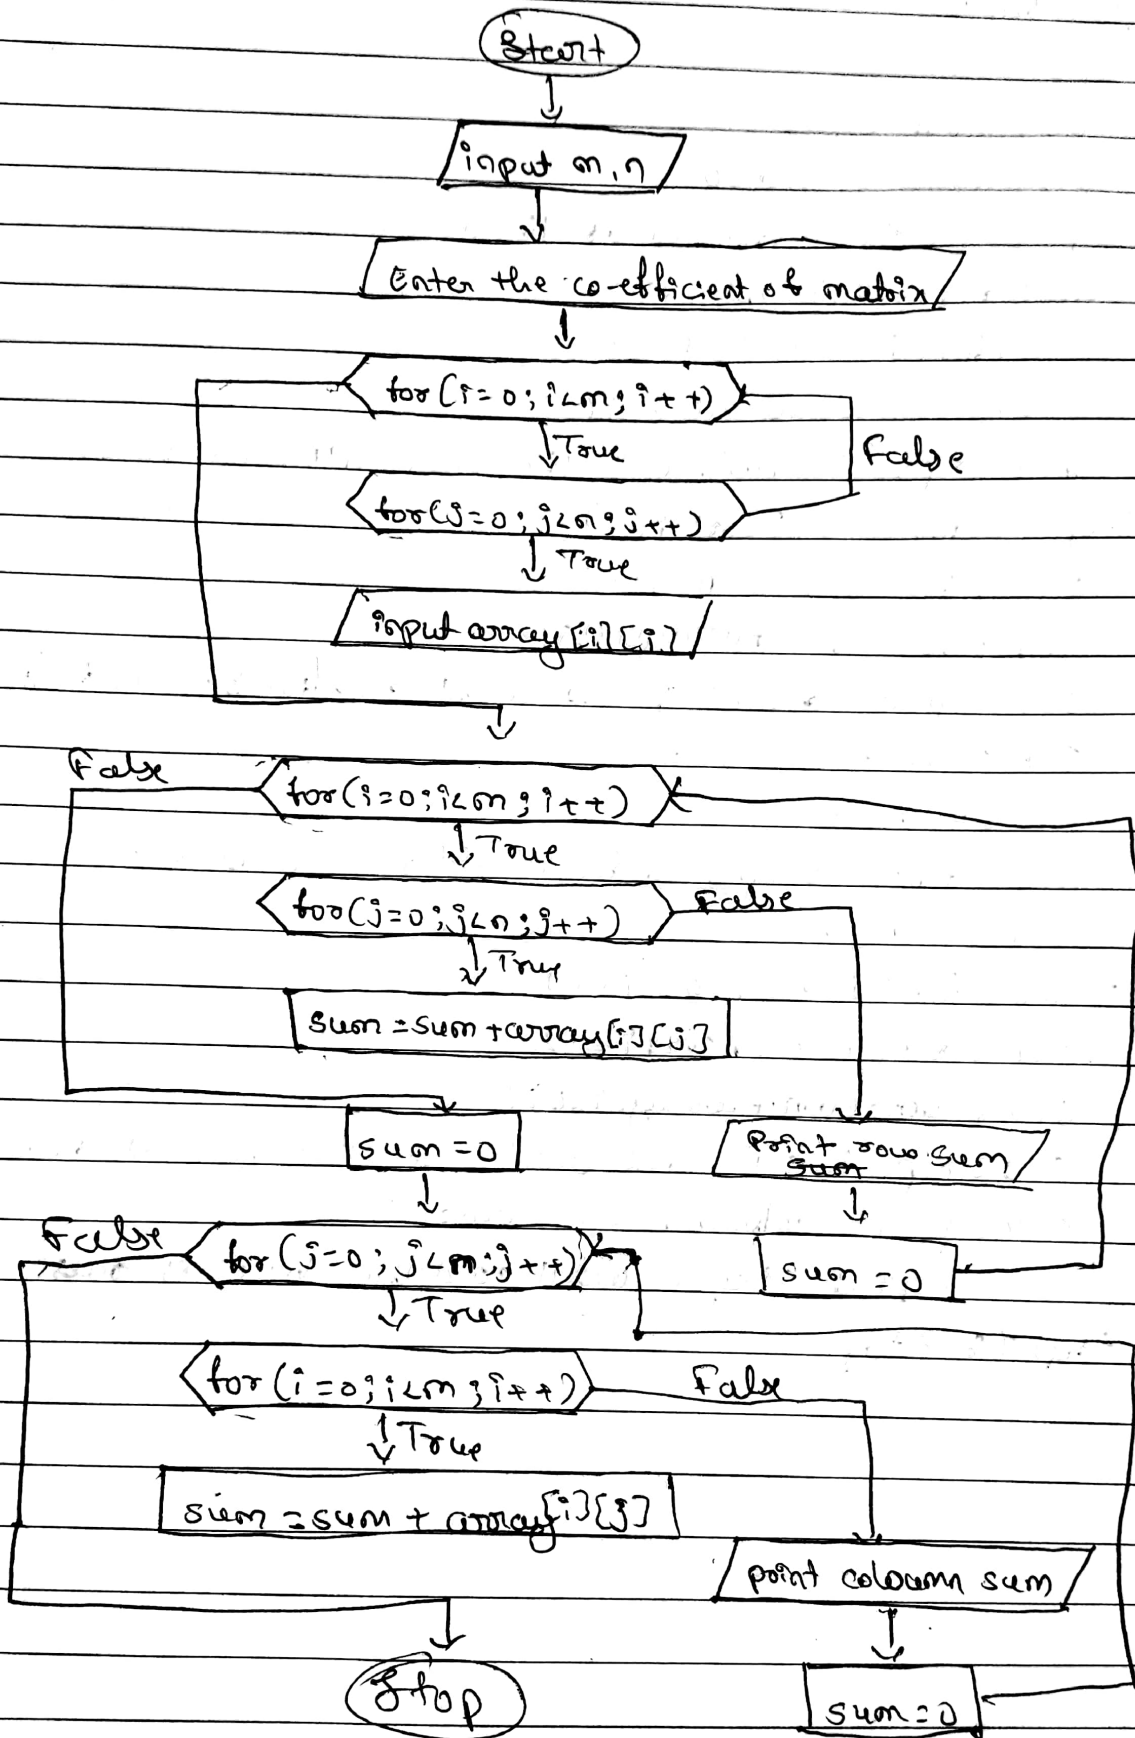 Start
input m,n
Enter the co-efficient of matrix
for (i=0; i<m; i++)
True
False
for(j=0; j<n; j++)
True
input array [i][j]
False
for(i=0; i<m; i++)
True
for(j=0; j<n; j++)
False
True
sum = sum + array[i][j]
sum=0
Print row sum
sum
sum=0
False
for (j=0; j<n; j++)
True
for (i=0; i<m; i++)
False
True
sum = sum + array[i][j]
print coloumn sum
Stop
sum=0